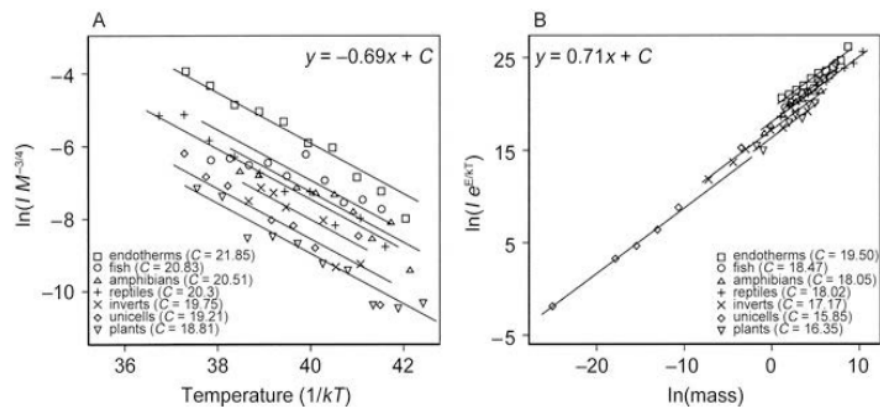 A
y = −0.69x + C
ln(I M^−3/4)
−4
−6
−8
−10
□ endotherms (C = 21.85)
○ fish (C = 20.83)
△ amphibians (C = 20.51)
+ reptiles (C = 20.3)
× inverts (C = 19.75)
◇ unicells (C = 19.21)
▽ plants (C = 18.81)
36
38
40
42
Temperature (1/kT)
B
y = 0.71x + C
ln(I e^E/kT)
25
15
5
−5
□ endotherms (C = 19.50)
○ fish (C = 18.47)
△ amphibians (C = 18.05)
+ reptiles (C = 18.02)
× inverts (C = 17.17)
◇ unicells (C = 15.85)
▽ plants (C = 16.35)
−20
−10
0
10
ln(mass)